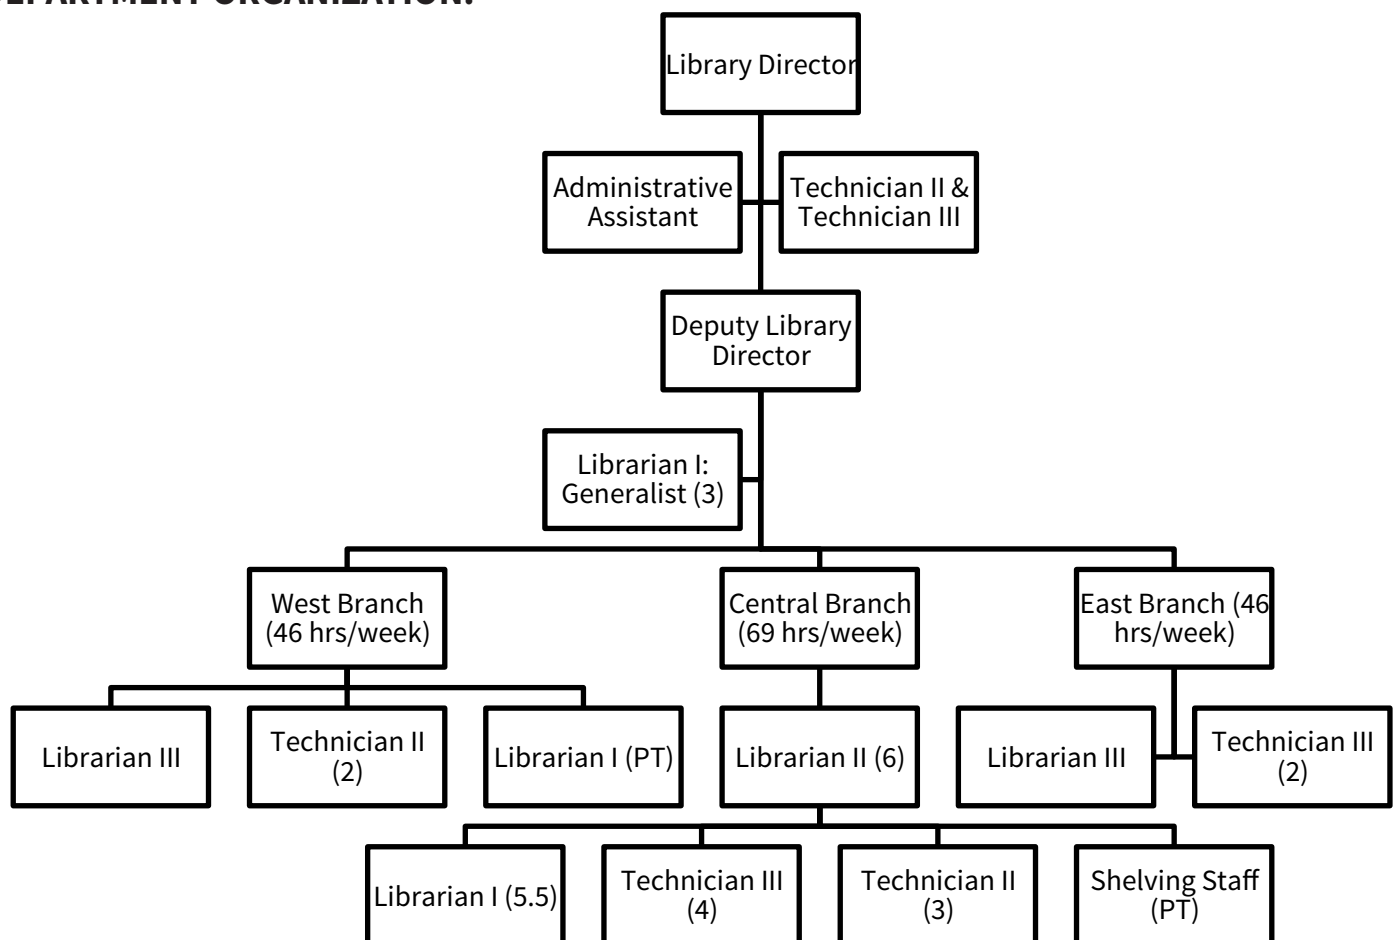 DEPARTMENT ORGANIZATION:
Library Director
Administrative
Assistant
Technician II &
Technician III
Deputy Library
Director
Librarian I:
Generalist (3)
West Branch
(46 hrs/week)
Central Branch
(69 hrs/week)
East Branch (46
hrs/week)
Librarian III
Technician II
(2)
Librarian I (PT)
Librarian II (6)
Librarian III
Technician III
(2)
Librarian I (5.5)
Technician III
(4)
Technician II
(3)
Shelving Staff
(PT)